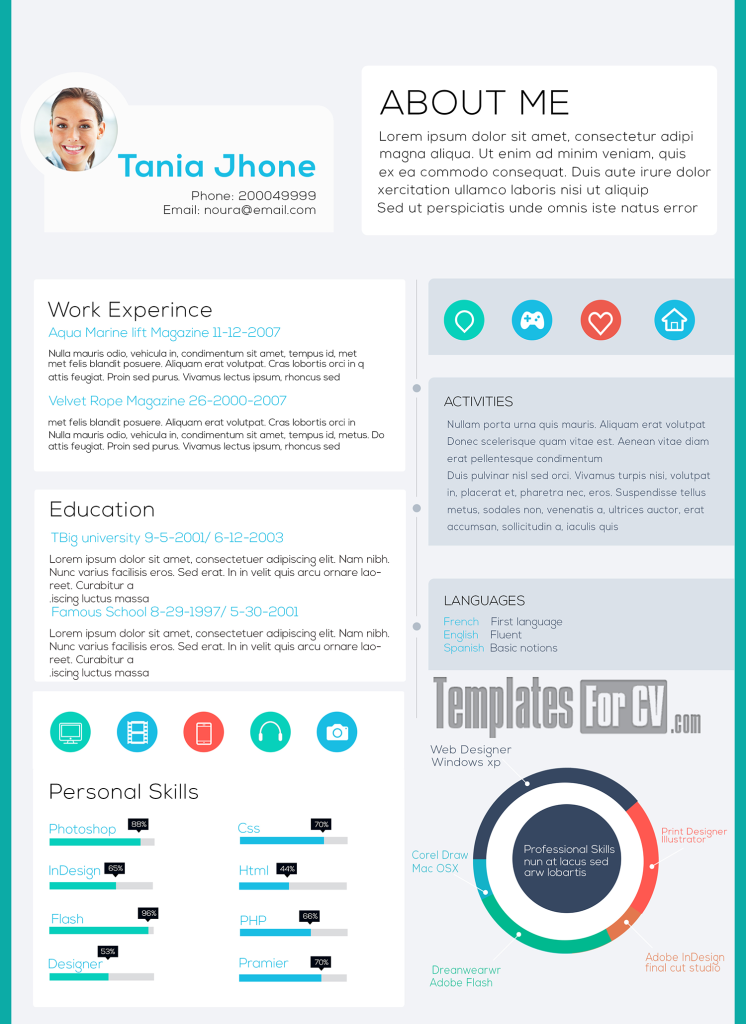 Tania Jhone
Phone: 200049999
Email: noura@email.com
ABOUT ME
Lorem ipsum dolor sit amet, consectetur adipi
magna aliqua. Ut enim ad minim veniam, quis
ex ea commodo consequat. Duis aute irure dolor
xercitation ullamco laboris nisi ut aliquip
Sed ut perspiciatis unde omnis iste natus error
Work Experince
Aqua Marine lift Magazine 11-12-2007
Nulla mauris odio, vehicula in, condimentum sit amet, tempus id, met
met felis blandit posuere. Aliquam erat volutpat. Cras lobortis orci in q
attis feugiat. Proin sed purus. Vivamus lectus ipsum, rhoncus sed
Velvet Rope Magazine 26-2000-2007
met felis blandit posuere. Aliquam erat volutpat. Cras lobortis orci in
Nulla mauris odio, vehicula in, condimentum sit amet, tempus id, metus. Do
attis feugiat. Proin sed purus. Vivamus lectus ipsum, rhoncus sed
Education
TBig university 9-5-2001/ 6-12-2003
Lorem ipsum dolor sit amet, consectetuer adipiscing elit. Nam nibh.
Nunc varius facilisis eros. Sed erat. In in velit quis arcu ornare lao-
reet. Curabitur a
.iscing luctus massa
Famous School 8-29-1997/ 5-30-2001
Lorem ipsum dolor sit amet, consectetuer adipiscing elit. Nam nibh.
Nunc varius facilisis eros. Sed erat. In in velit quis arcu ornare lao-
reet. Curabitur a
.iscing luctus massa
Personal Skills
Photoshop 88%
InDesign 65%
Flash 96%
Designer 53%
Css 70%
Html 44%
PHP 66%
Pramier 70%
ACTIVITIES
Nullam porta urna quis mauris. Aliquam erat volutpat
Donec scelerisque quam vitae est. Aenean vitae diam
erat pellentesque condimentum
Duis pulvinar nisl sed orci. Vivamus turpis nisi, volutpat
in, placerat et, pharetra nec, eros. Suspendisse tellus
metus, sodales non, venenatis a, ultrices auctor, erat
accumsan, sollicitudin a, iaculis quis
LANGUAGES
French First language
English Fluent
Spanish Basic notions
Templates For CV .com
Web Designer
Windows xp
Print Designer
Illustrator
Corel Draw
Mac OSX
Professional Skills
nun at lacus sed
arw lobartis
Adobe InDesign
final cut studio
Dreanwearwr
Adobe Flash